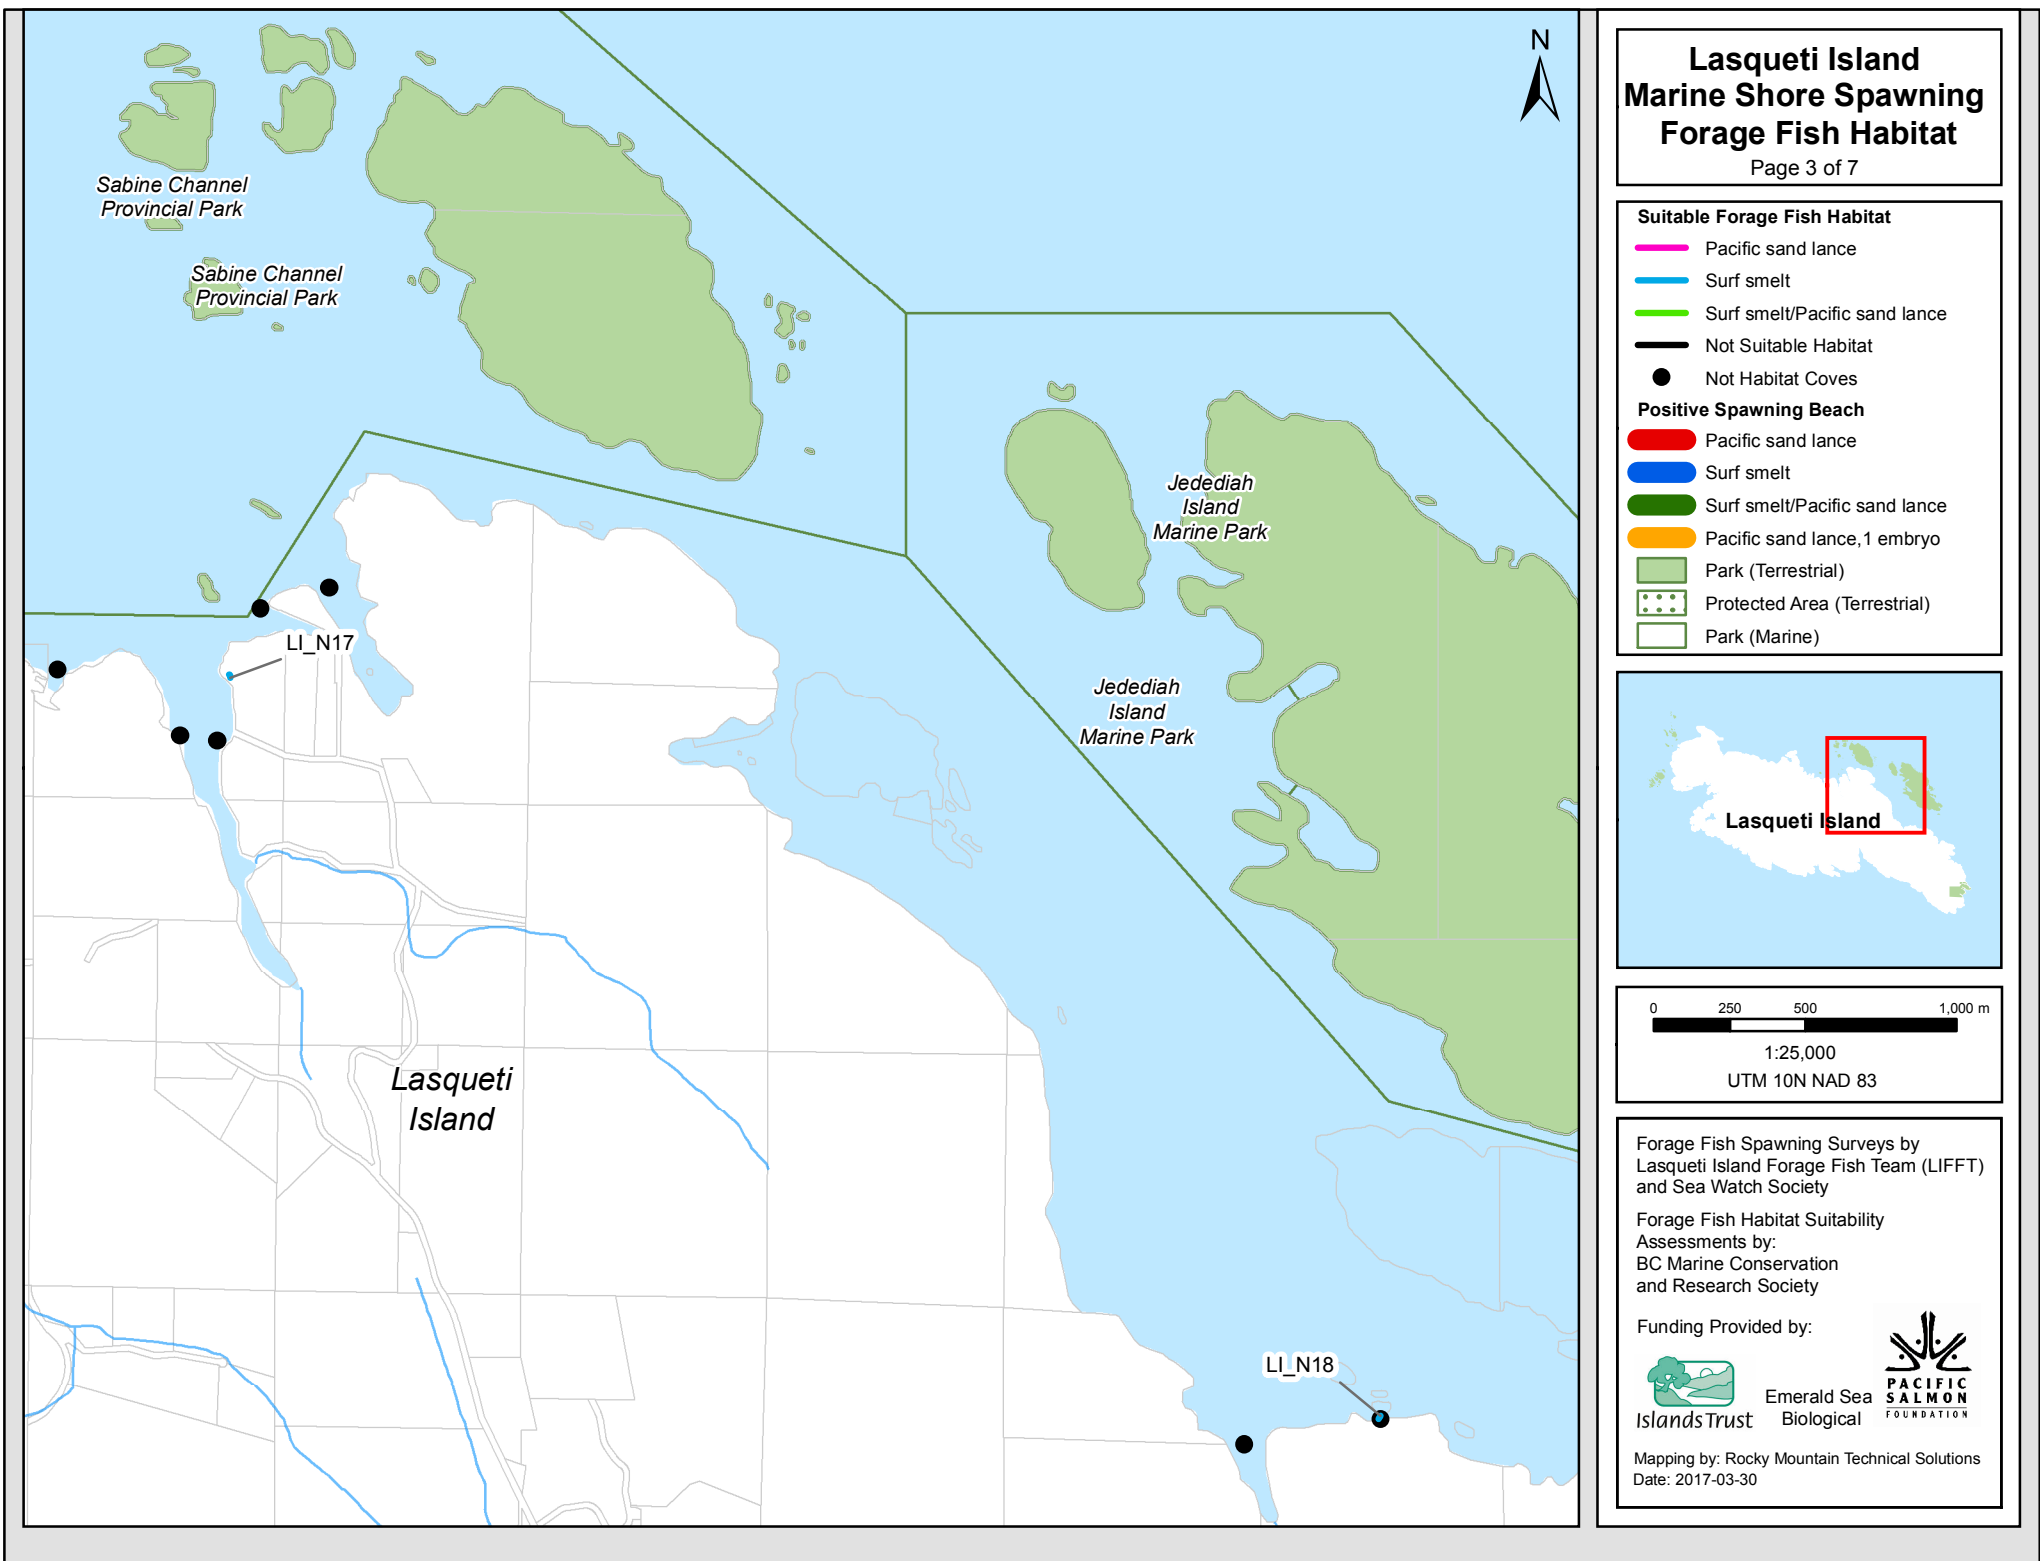 N
Sabine Channel
Provincial Park
Sabine Channel
Provincial Park
Jedediah
Island
Marine Park
Jedediah
Island
Marine Park
LI_N17
Lasqueti
Island
LI_N18
Lasqueti Island
Marine Shore Spawning
Forage Fish Habitat
Page 3 of 7
Suitable Forage Fish Habitat
Pacific sand lance
Surf smelt
Surf smelt/Pacific sand lance
Not Suitable Habitat
Not Habitat Coves
Positive Spawning Beach
Pacific sand lance
Surf smelt
Surf smelt/Pacific sand lance
Pacific sand lance,1 embryo
Park (Terrestrial)
Protected Area (Terrestrial)
Park (Marine)
Lasqueti Island
0 250 500 1,000 m
1:25,000
UTM 10N NAD 83
Forage Fish Spawning Surveys by
Lasqueti Island Forage Fish Team (LIFFT)
and Sea Watch Society
Forage Fish Habitat Suitability
Assessments by:
BC Marine Conservation
and Research Society
Funding Provided by:
Islands Trust
Emerald Sea
Biological
PACIFIC
SALMON
FOUNDATION
Mapping by: Rocky Mountain Technical Solutions
Date: 2017-03-30